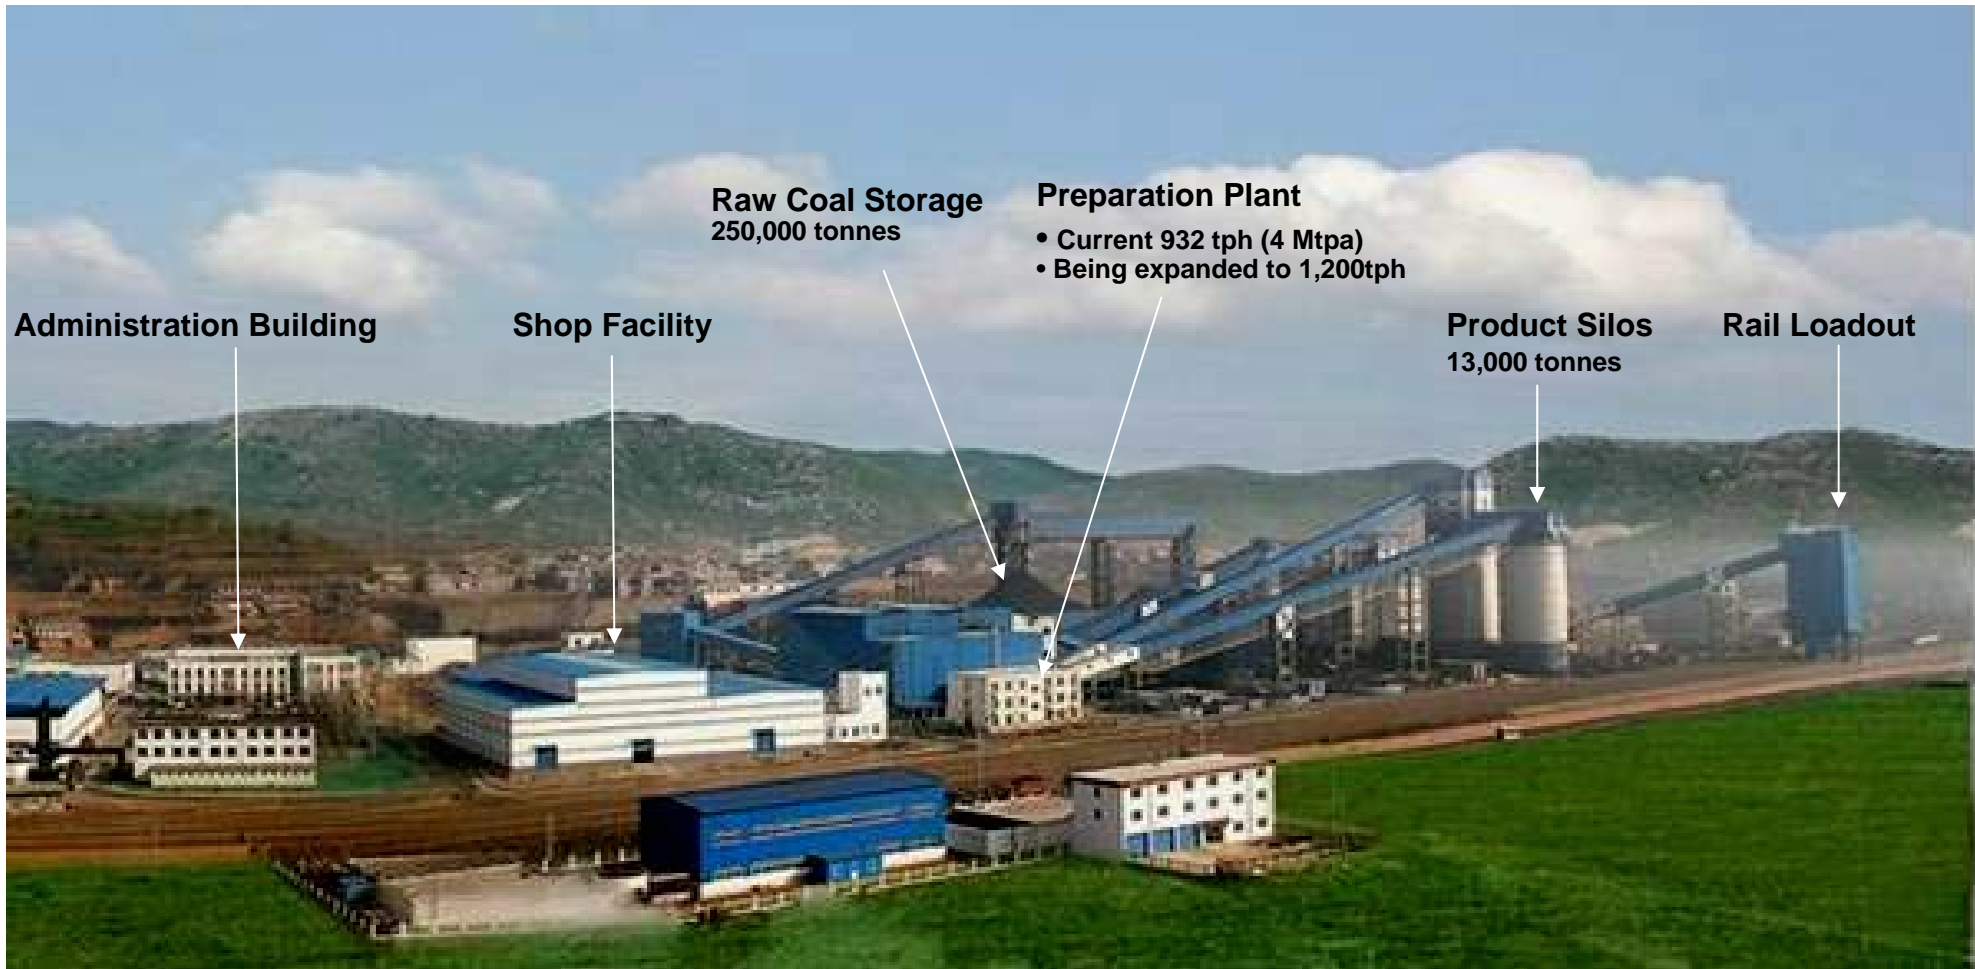 Raw Coal Storage
250,000 tonnes
Preparation Plant
• Current 932 tph (4 Mtpa)
• Being expanded to 1,200tph
Administration Building
Shop Facility
Product Silos
13,000 tonnes
Rail Loadout